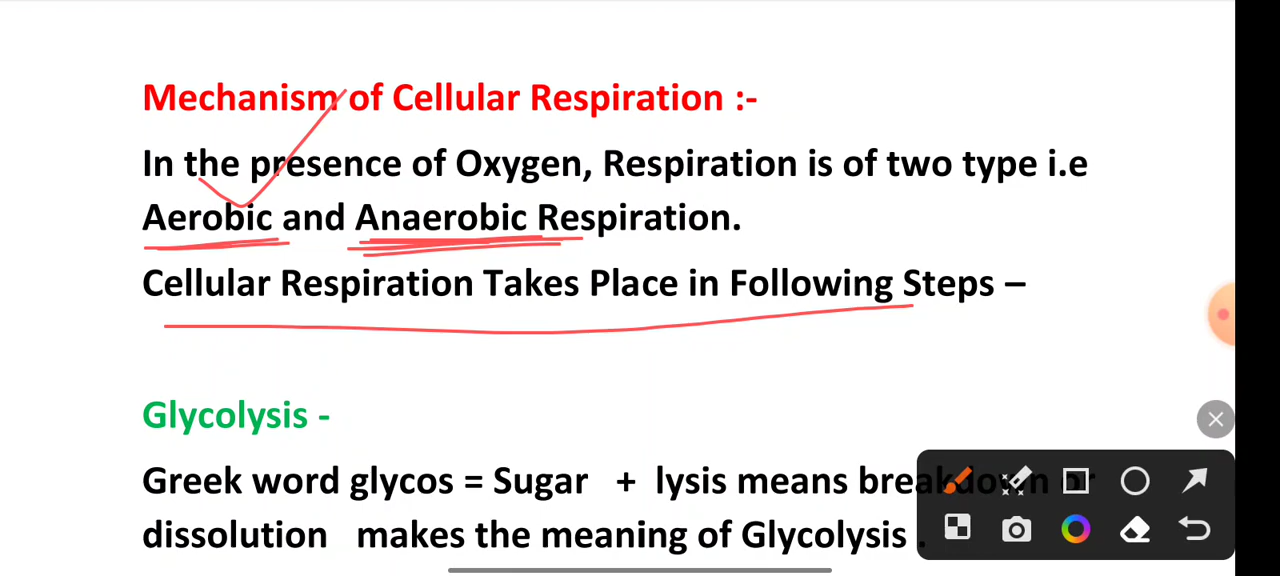 Mechanism of Cellular Respiration :-
In the presence of Oxygen, Respiration is of two type i.e
Aerobic and Anaerobic Respiration.
Cellular Respiration Takes Place in Following Steps –
Glycolysis -
Greek word glycos = Sugar + lysis means breakdown or
dissolution makes the meaning of Glycolysis .